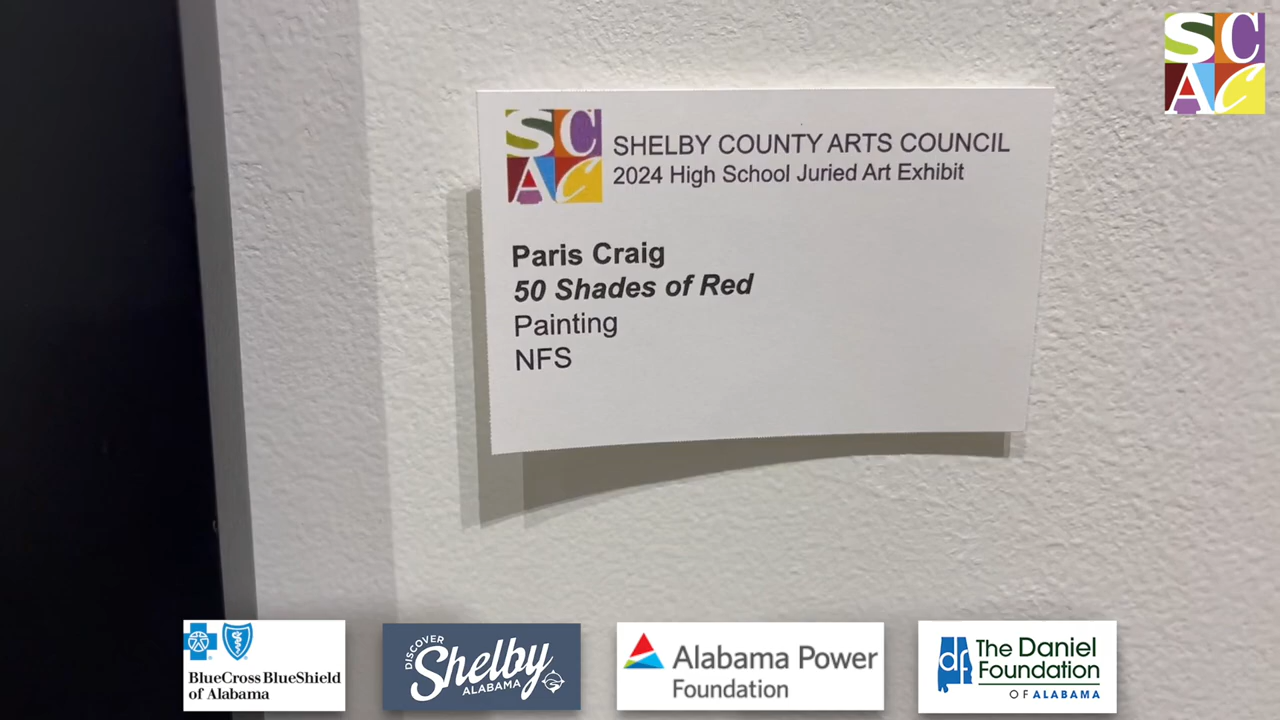 SC
AC
SC
AC
SHELBY COUNTY ARTS COUNCIL
2024 High School Juried Art Exhibit
Paris Craig
50 Shades of Red
Painting
NFS
BlueCross BlueShield
of Alabama
DISCOVER
Shelby
ALABAMA
Alabama Power
Foundation
df
The Daniel
Foundation
OF ALABAMA